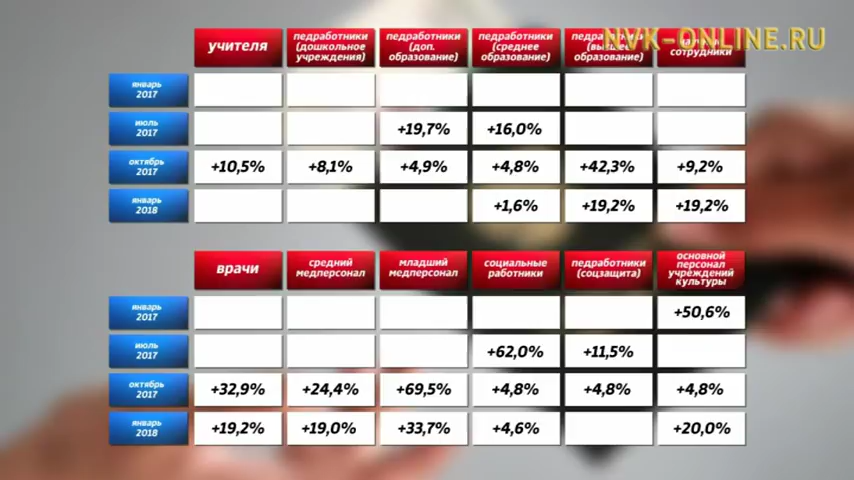 NVK-ONLINE.RU
учителя
педработники
(дошкольное
учреждения)
педработники
(доп.
образование)
педработники
(среднее
образование)
образование)
сотрудники
январь
2017
июль
2017
+19,7% +16,0%
октябрь
2017
+10,5% +8,1% +4,9% +4,8% +42,3% +9,2%
январь
2018
+1,6% +19,2% +19,2%
врачи
средний
медперсонал
младший
медперсонал
социальные
работники
педработники
(соцзащита)
основной
персонал
учреждений
культуры
январь
2017
+50,6%
июль
2017
+62,0% +11,5%
октябрь
2017
+32,9% +24,4% +69,5% +4,8% +4,8% +4,8%
январь
2018
+19,2% +19,0% +33,7% +4,6% +20,0%